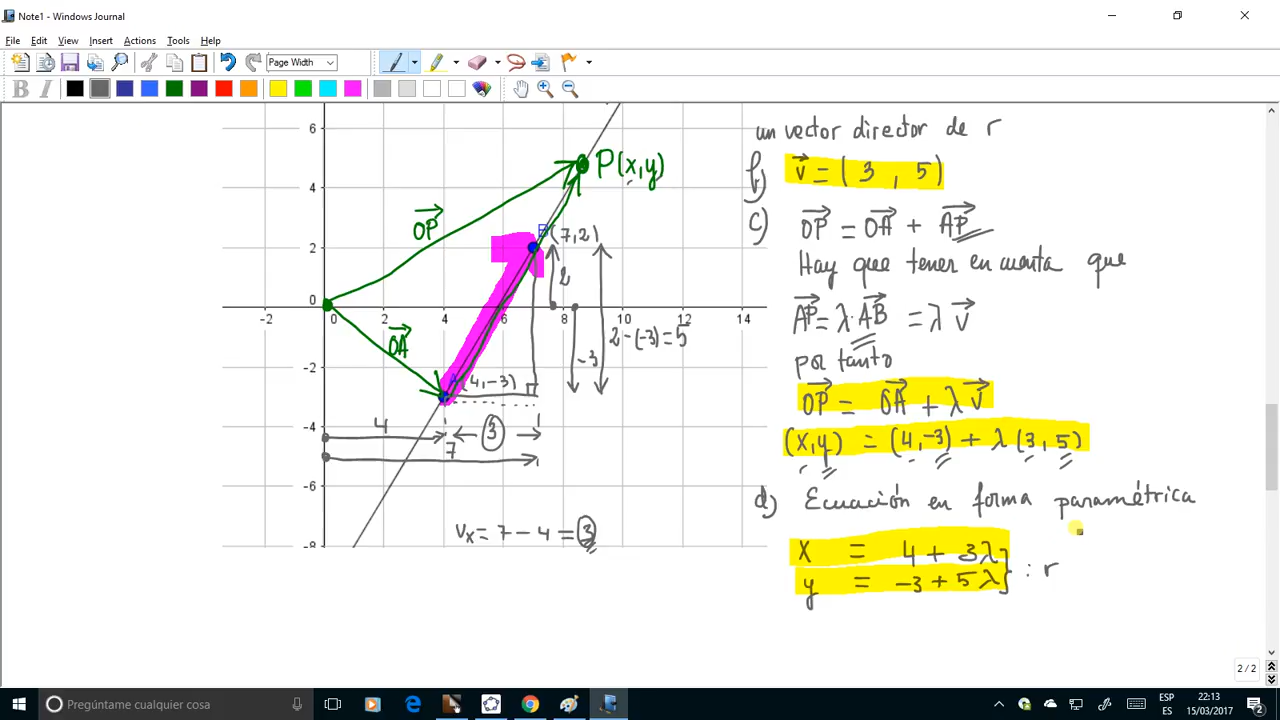 Note1 - Windows Journal
File Edit View Insert Actions Tools Help
Page Width
B I
6
4
2
0
-2
-4
-6
-8
-2 0 2 4 6 8 10 12 14
P(x,y)
OP
B(7,2)
2
OA
2-(-3)=5
-3
A(4,-3)
4
3
7
Vx = 7 - 4 = 3
un vector director de r
b) v = ( 3 , 5 )
c) OP = OA + AP
Hay que tener en cuenta que
AP = λ·AB = λ v
por tanto
OP = OA + λ v
(x,y) = (4,-3) + λ (3,5)
d) Ecuación en forma paramétrica
x = 4 + 3λ
y = -3 + 5λ } : r
2/2
Pregúntame cualquier cosa
ESP
ES
22:13
15/03/2017
2